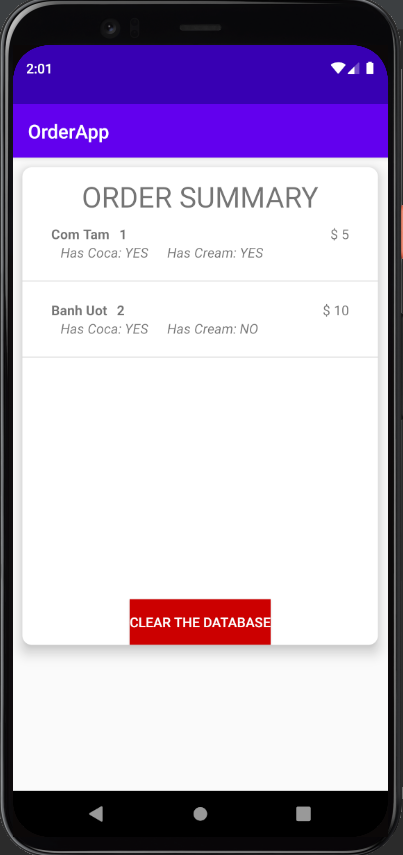 2:01
OrderApp
ORDER SUMMARY
Com Tam 1 $ 5
Has Coca: YES Has Cream: YES
Banh Uot 2 $ 10
Has Coca: YES Has Cream: NO
CLEAR THE DATABASE